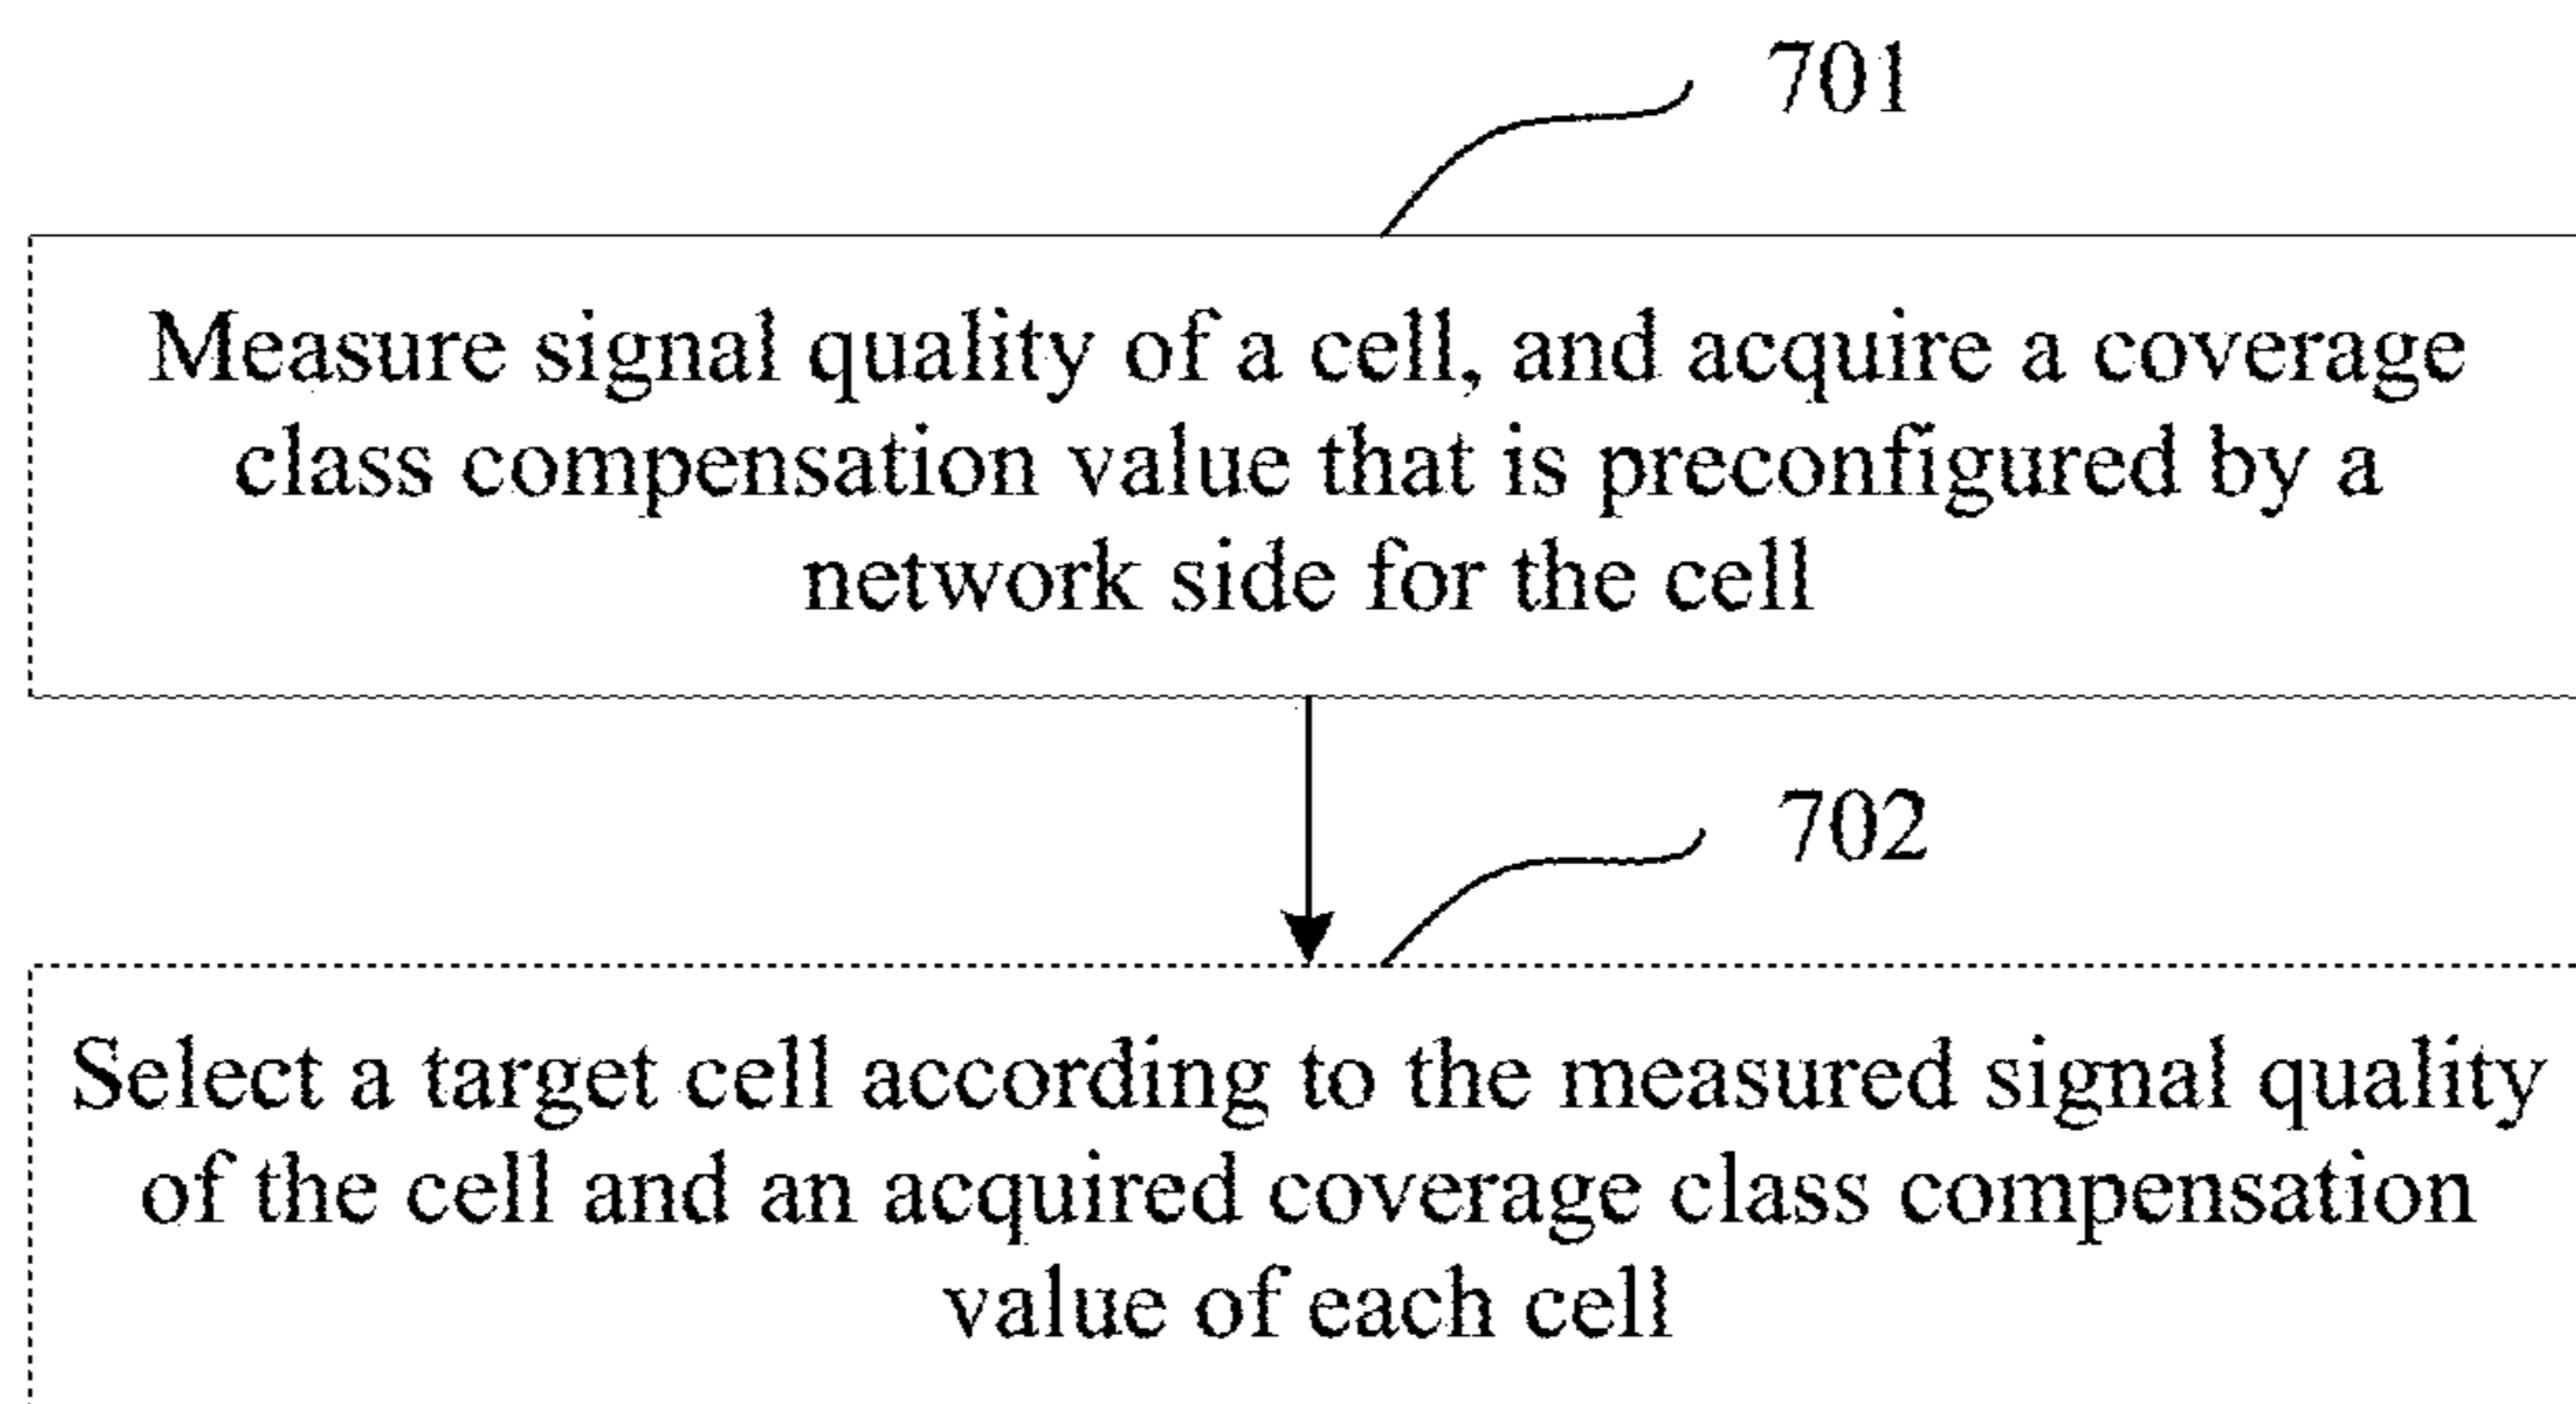 701
Measure signal quality of a cell, and acquire a coverage
class compensation value that is preconfigured by a
network side for the cell
702
Select a target cell according to the measured signal quality
of the cell and an acquired coverage class compensation
value of each cell